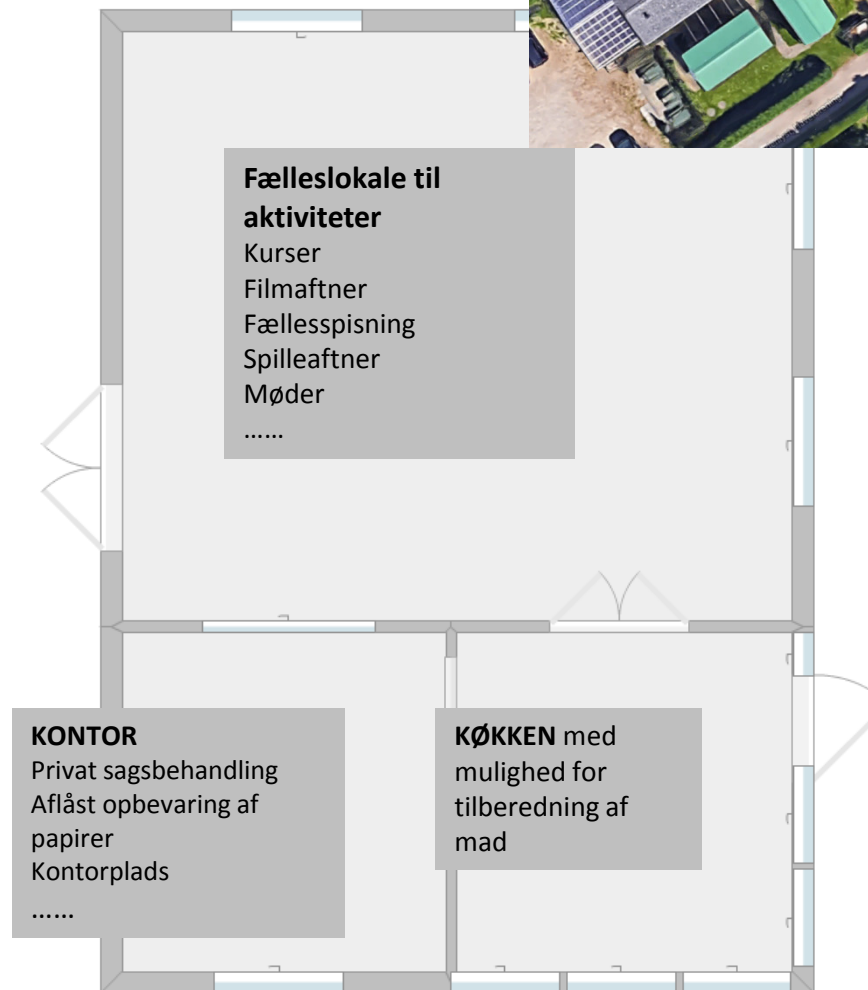 Fælleslokale til
aktiviteter
Kurser
Filmaftner
Fællesspisning
Spilleaftner
Møder
......
KONTOR
Privat sagsbehandling
Aflåst opbevaring af
papirer
Kontorplads
......
KØKKEN med
mulighed for
tilberedning af
mad